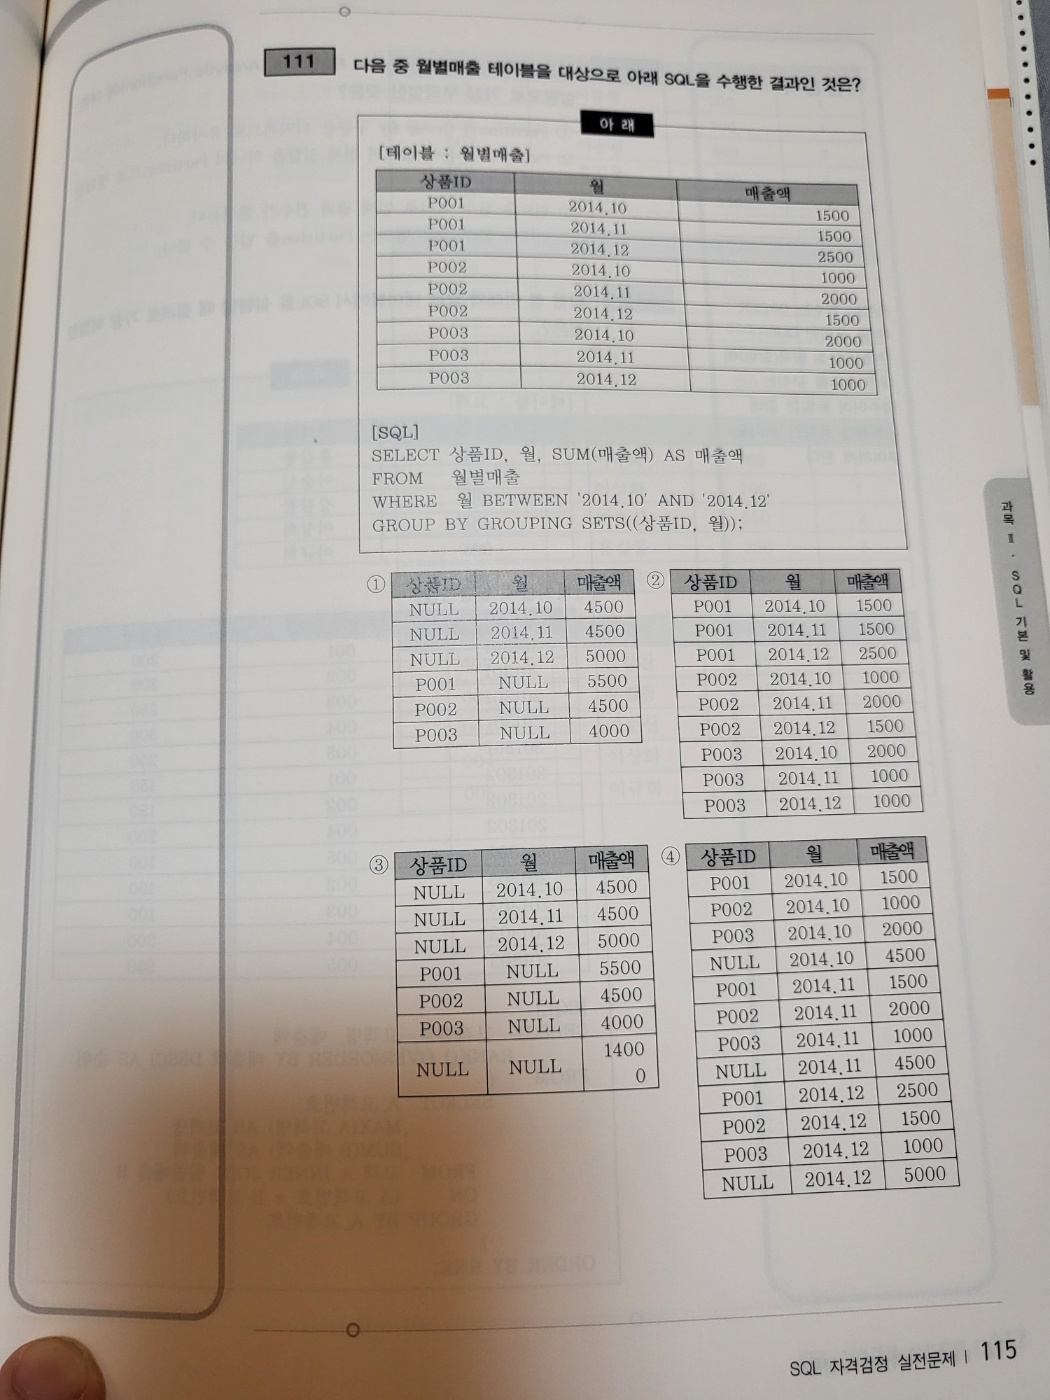 111 다음 중 월별매출 테이블을 대상으로 아래 SQL을 수행한 결과인 것은?
아 래
[테이블 : 월별매출]
상품ID 월 매출액
P001 2014.10 1500
P001 2014.11 1500
P001 2014.12 2500
P002 2014.10 1000
P002 2014.11 2000
P002 2014.12 1500
P003 2014.10 2000
P003 2014.11 1000
P003 2014.12 1000
[SQL]
SELECT 상품ID, 월, SUM(매출액) AS 매출액
FROM 월별매출
WHERE 월 BETWEEN '2014.10' AND '2014.12'
GROUP BY GROUPING SETS((상품ID, 월));
①
상품ID 월 매출액
NULL 2014.10 4500
NULL 2014.11 4500
NULL 2014.12 5000
P001 NULL 5500
P002 NULL 4500
P003 NULL 4000
②
상품ID 월 매출액
P001 2014.10 1500
P001 2014.11 1500
P001 2014.12 2500
P002 2014.10 1000
P002 2014.11 2000
P002 2014.12 1500
P003 2014.10 2000
P003 2014.11 1000
P003 2014.12 1000
③
상품ID 월 매출액
NULL 2014.10 4500
NULL 2014.11 4500
NULL 2014.12 5000
P001 NULL 5500
P002 NULL 4500
P003 NULL 4000
NULL NULL 1400
0
④
상품ID 월 매출액
P001 2014.10 1500
P002 2014.10 1000
P003 2014.10 2000
NULL 2014.10 4500
P001 2014.11 1500
P002 2014.11 2000
P003 2014.11 1000
NULL 2014.11 4500
P001 2014.12 2500
P002 2014.12 1500
P003 2014.12 1000
NULL 2014.12 5000
과목 Ⅱ · SQL 기본 및 활용
SQL 자격검정 실전문제 | 115